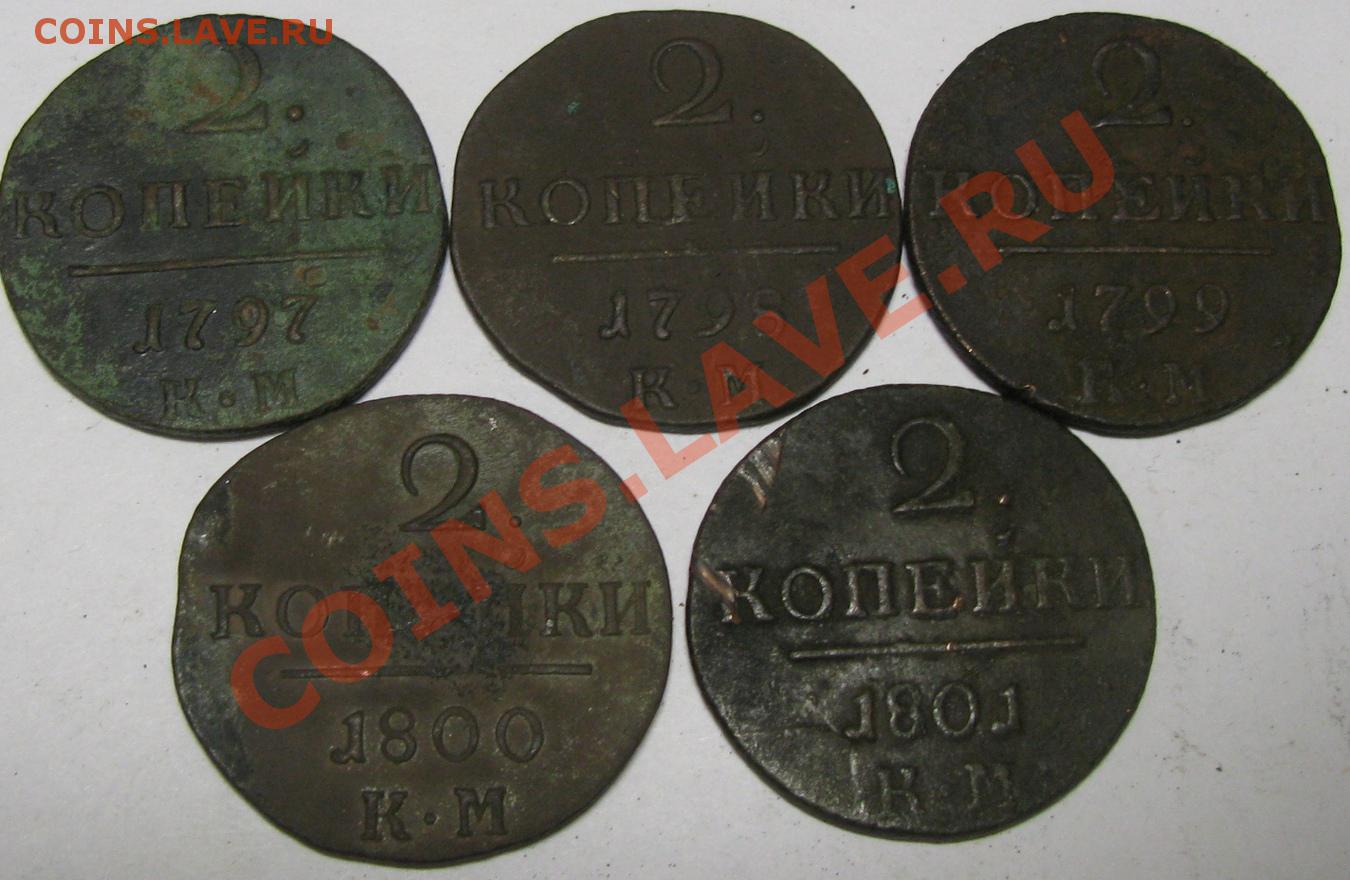 COINS.LAVE.RU
2.
КОПЕЙКИ
1797
К·М
2.
КОПЕЙКИ
1798
К·М
2.
КОПЕЙКИ
1799
К·М
2.
КОПЕЙКИ
1800
К·М
2.
КОПЕЙКИ
1801
К·М
COINS.LAVE.RU